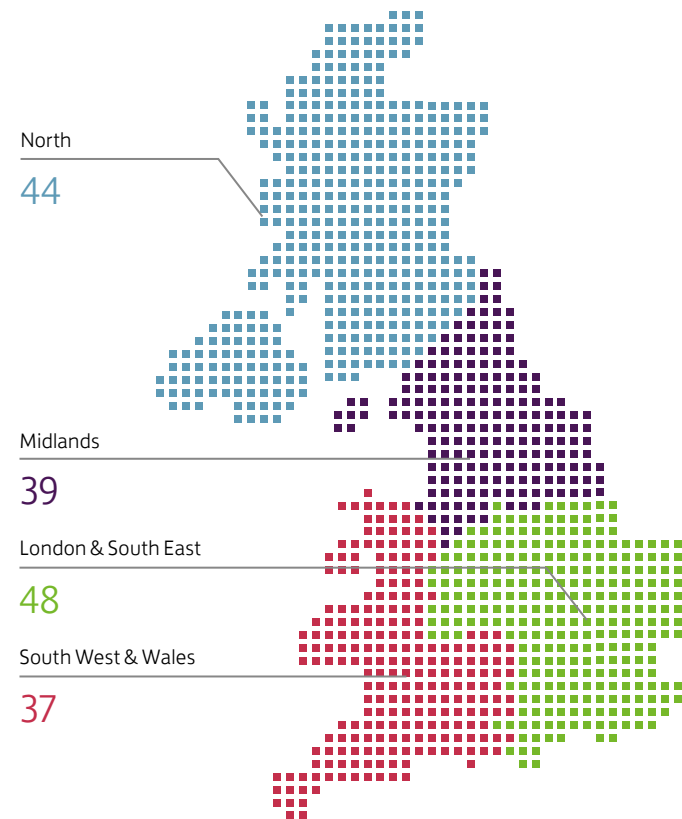 North
44
Midlands
39
London & South East
48
South West & Wales
37